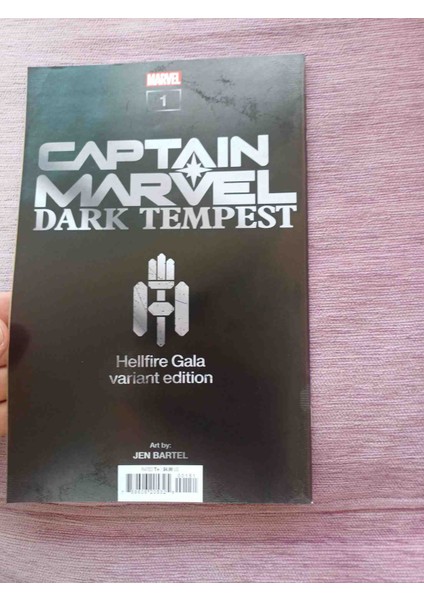 MARVEL
1
CAPTAIN
MARVEL
DARK TEMPEST
Hellfire Gala
variant edition
Art by:
JEN BARTEL